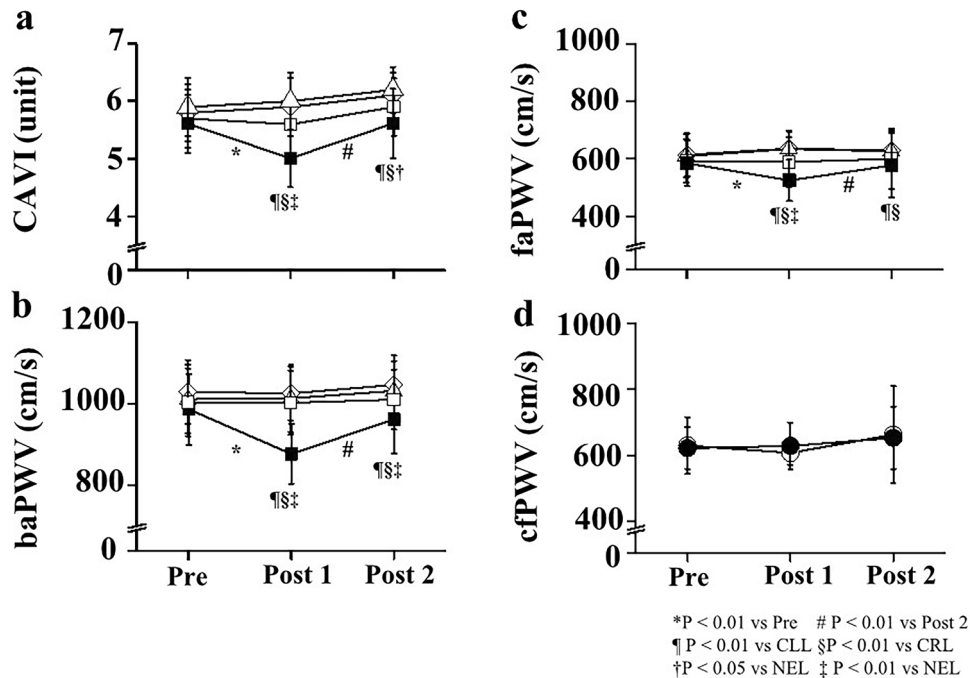 a
7
6
5
4
0
CAVI (unit)
*
#
¶§‡
¶§†
b
1200
1000
800
0
baPWV (cm/s)
*
#
¶§‡
¶§‡
Pre Post 1 Post 2
c
1000
800
600
400
0
faPWV (cm/s)
*
#
¶§‡
¶§
d
1000
800
600
400
0
cfPWV (cm/s)
Pre Post 1 Post 2
*P < 0.01 vs Pre # P < 0.01 vs Post 2
¶ P < 0.01 vs CLL §P < 0.01 vs CRL
†P < 0.05 vs NEL ‡ P < 0.01 vs NEL